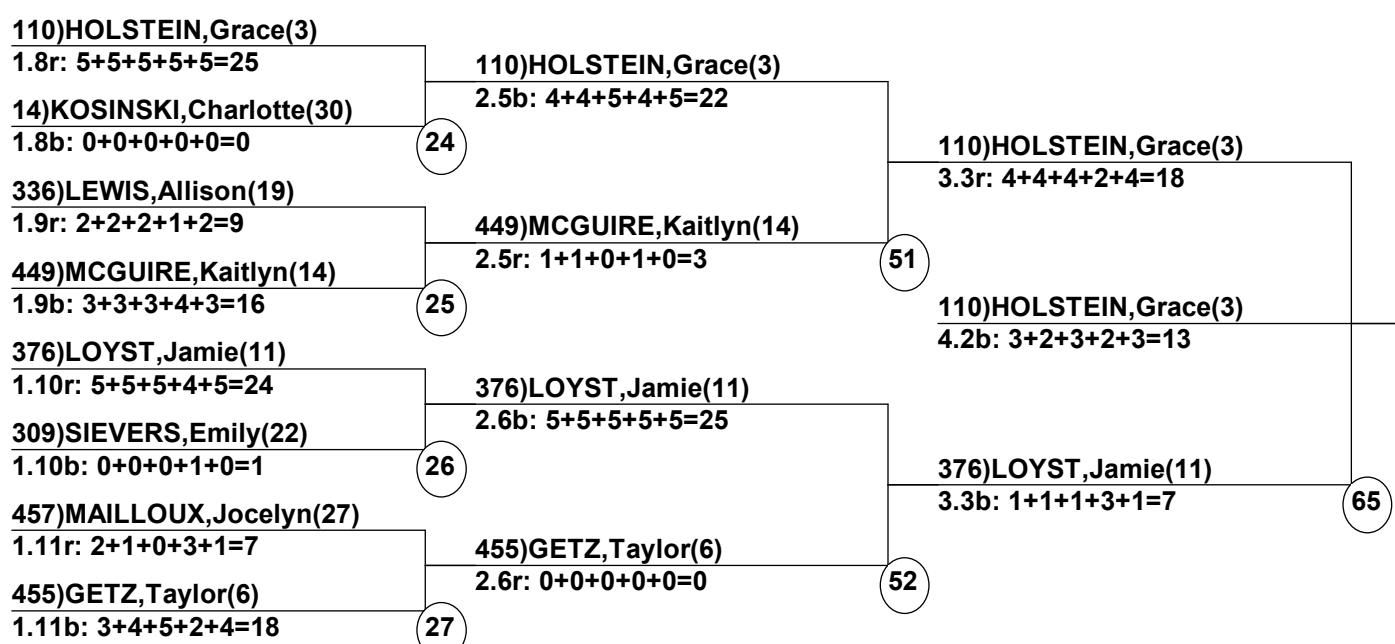 110)HOLSTEIN,Grace(3)
1.8r: 5+5+5+5+5=25
14)KOSINSKI,Charlotte(30)
1.8b: 0+0+0+0+0=0
24
336)LEWIS,Allison(19)
1.9r: 2+2+2+1+2=9
449)MCGUIRE,Kaitlyn(14)
1.9b: 3+3+3+4+3=16
25
376)LOYST,Jamie(11)
1.10r: 5+5+5+4+5=24
309)SIEVERS,Emily(22)
1.10b: 0+0+0+1+0=1
26
457)MAILLOUX,Jocelyn(27)
1.11r: 2+1+0+3+1=7
455)GETZ,Taylor(6)
1.11b: 3+4+5+2+4=18
27
110)HOLSTEIN,Grace(3)
2.5b: 4+4+5+4+5=22
449)MCGUIRE,Kaitlyn(14)
2.5r: 1+1+0+1+0=3
51
376)LOYST,Jamie(11)
2.6b: 5+5+5+5+5=25
455)GETZ,Taylor(6)
2.6r: 0+0+0+0+0=0
52
110)HOLSTEIN,Grace(3)
3.3r: 4+4+4+2+4=18
110)HOLSTEIN,Grace(3)
4.2b: 3+2+3+2+3=13
376)LOYST,Jamie(11)
3.3b: 1+1+1+3+1=7
65